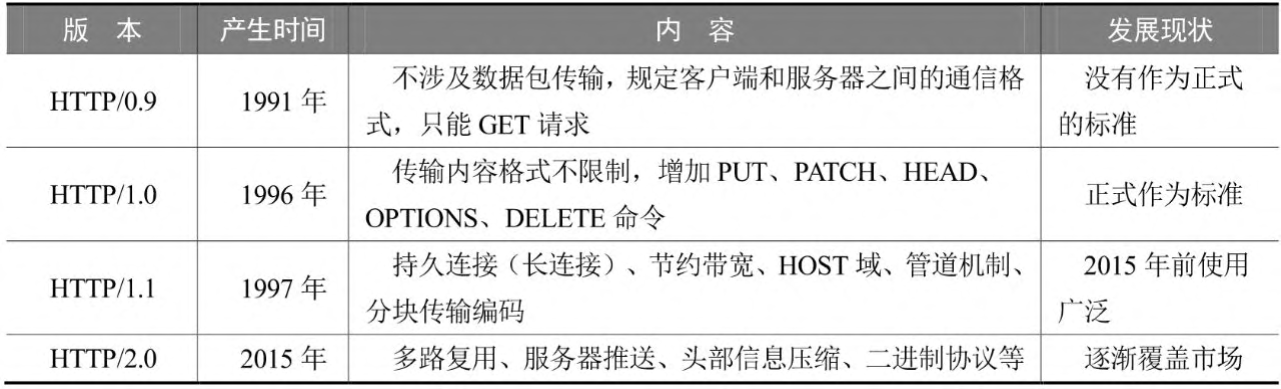 版 本 产生时间 内 容 发展现状
HTTP/0.9 1991 年 不涉及数据包传输，规定客户端和服务器之间的通信格 没有作为正式
式，只能 GET 请求 的标准
HTTP/1.0 1996 年 传输内容格式不限制，增加 PUT、PATCH、HEAD、 正式作为标准
OPTIONS、DELETE 命令
HTTP/1.1 1997 年 持久连接（长连接）、节约带宽、HOST 域、管道机制、 2015 年前使用
分块传输编码 广泛
HTTP/2.0 2015 年 多路复用、服务器推送、头部信息压缩、二进制协议等 逐渐覆盖市场